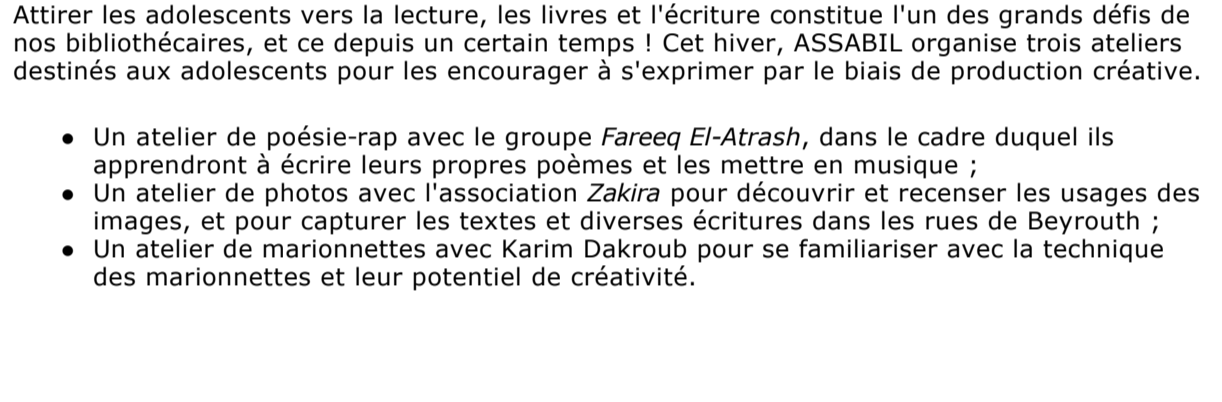 Attirer les adolescents vers la lecture, les livres et l'écriture constitue l'un des grands défis de
nos bibliothécaires, et ce depuis un certain temps ! Cet hiver, ASSABIL organise trois ateliers
destinés aux adolescents pour les encourager à s'exprimer par le biais de production créative.
• Un atelier de poésie-rap avec le groupe Fareeq El-Atrash, dans le cadre duquel ils
apprendront à écrire leurs propres poèmes et les mettre en musique ;
• Un atelier de photos avec l'association Zakira pour découvrir et recenser les usages des
images, et pour capturer les textes et diverses écritures dans les rues de Beyrouth ;
• Un atelier de marionnettes avec Karim Dakroub pour se familiariser avec la technique
des marionnettes et leur potentiel de créativité.